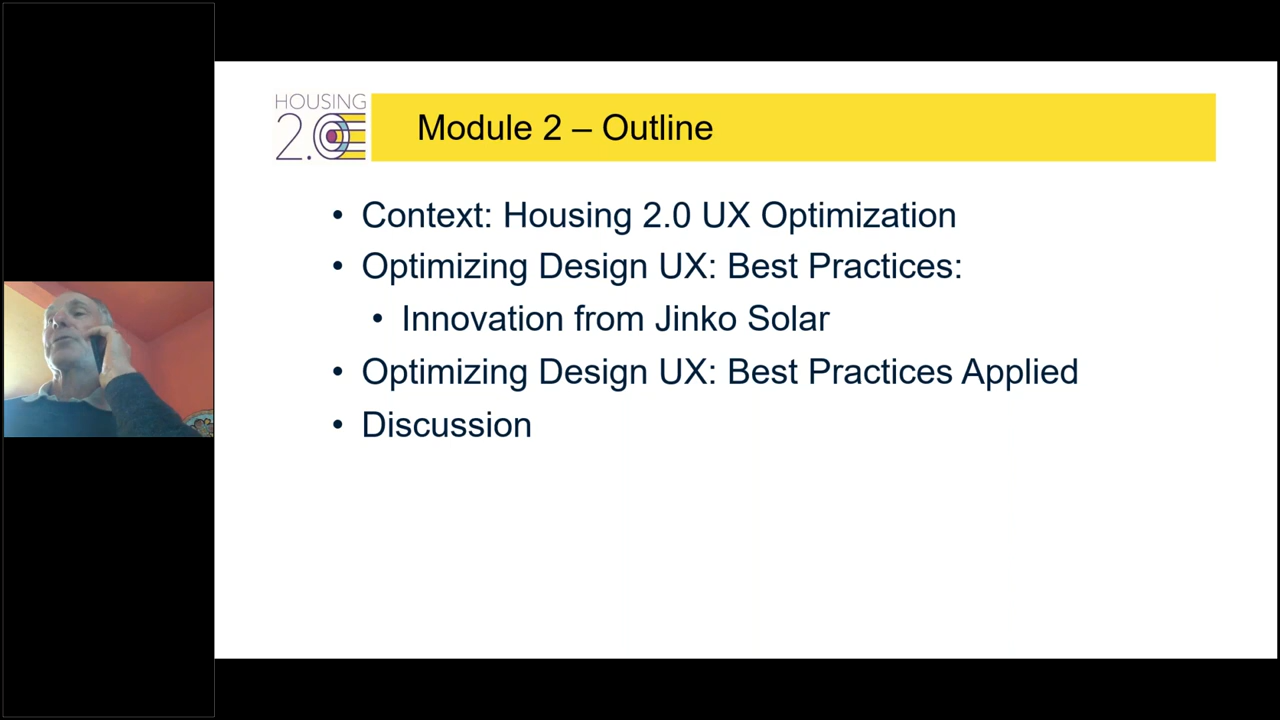 HOUSING
2.0
Module 2 – Outline
• Context: Housing 2.0 UX Optimization
• Optimizing Design UX: Best Practices:
• Innovation from Jinko Solar
• Optimizing Design UX: Best Practices Applied
• Discussion